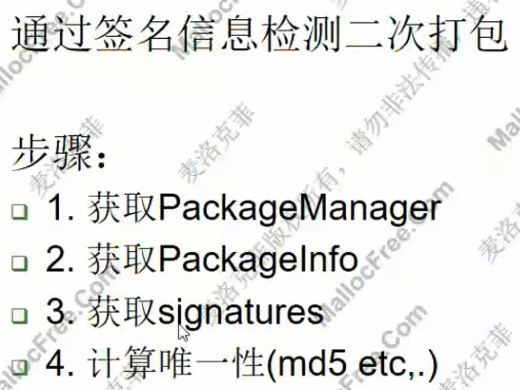 通过签名信息检测二次打包
步骤：
1. 获取PackageManager
2. 获取PackageInfo
3. 获取signatures
4. 计算唯一性(md5 etc,.)
麦洛克菲
MallocFree.Com
麦洛克菲版权所有，请勿非法传播